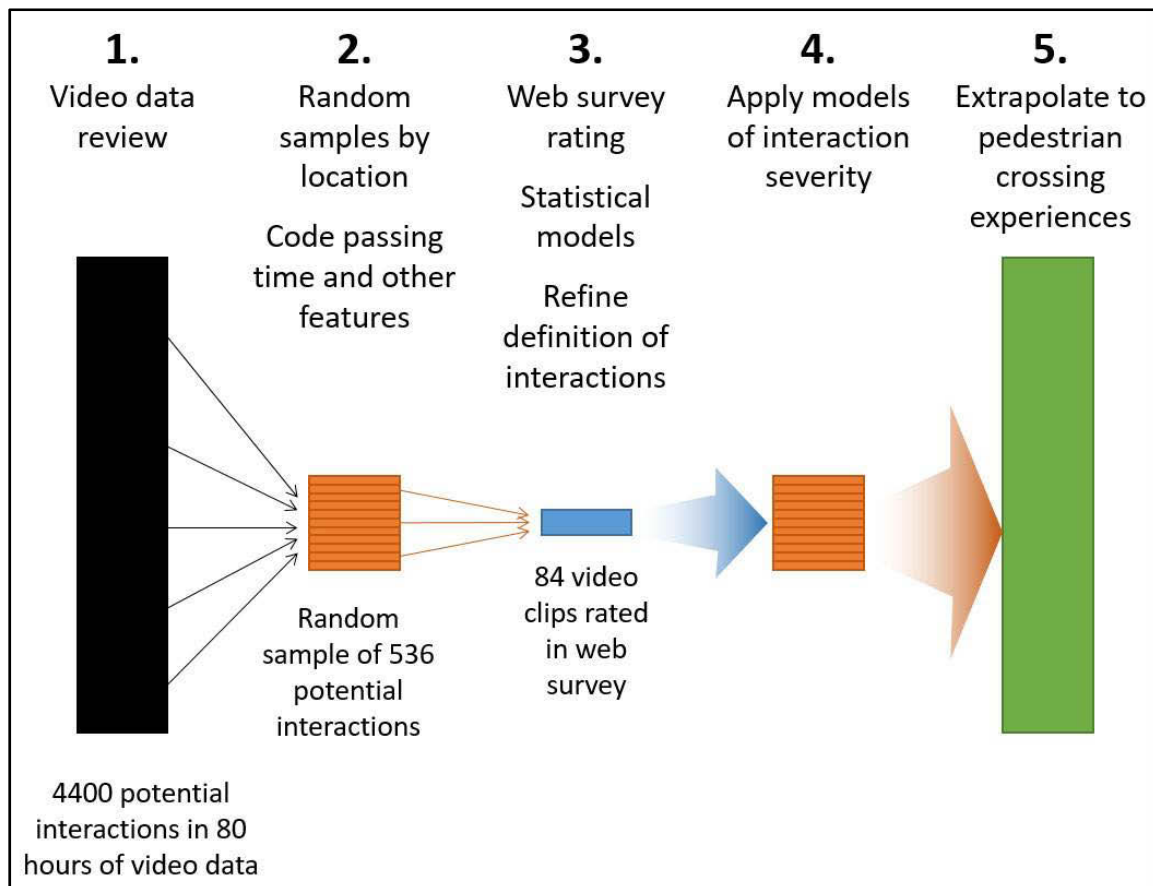 1.
Video data
review
2.
Random
samples by
location
Code passing
time and other
features
3.
Web survey
rating
Statistical
models
Refine
definition of
interactions
4.
Apply models
of interaction
severity
5.
Extrapolate to
pedestrian
crossing
experiences
4400 potential
interactions in 80
hours of video data
Random
sample of 536
potential
interactions
84 video
clips rated
in web
survey